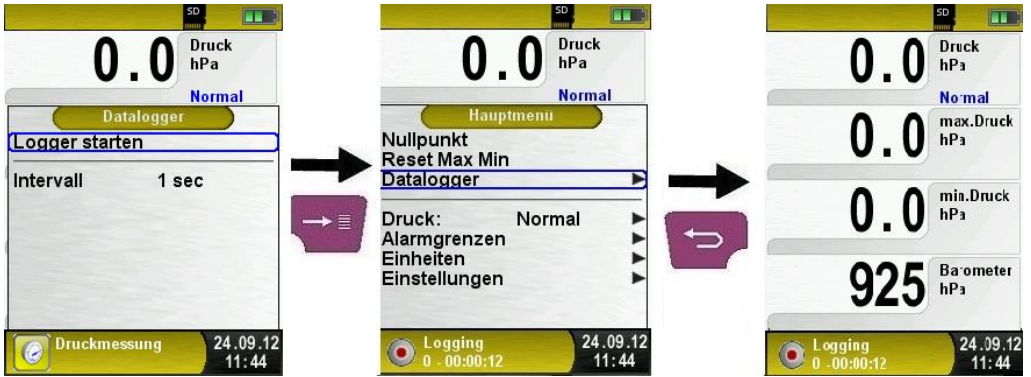 SD
0.0 Druck hPa
Normal
Datalogger
Logger starten
Intervall 1 sec
Druckmessung 24.09.12 11:44
SD
0.0 Druck hPa
Normal
Hauptmenü
Nullpunkt
Reset Max Min
Datalogger
Druck: Normal
Alarmgrenzen
Einheiten
Einstellungen
Logging 24.09.12
0 - 00:00:12 11:44
SD
0.0 Druck hPa
Normal
0.0 max.Druck hPa
0.0 min.Druck hPa
925 Barometer hPa
Logging 24.09.12
0 - 00:00:12 11:44